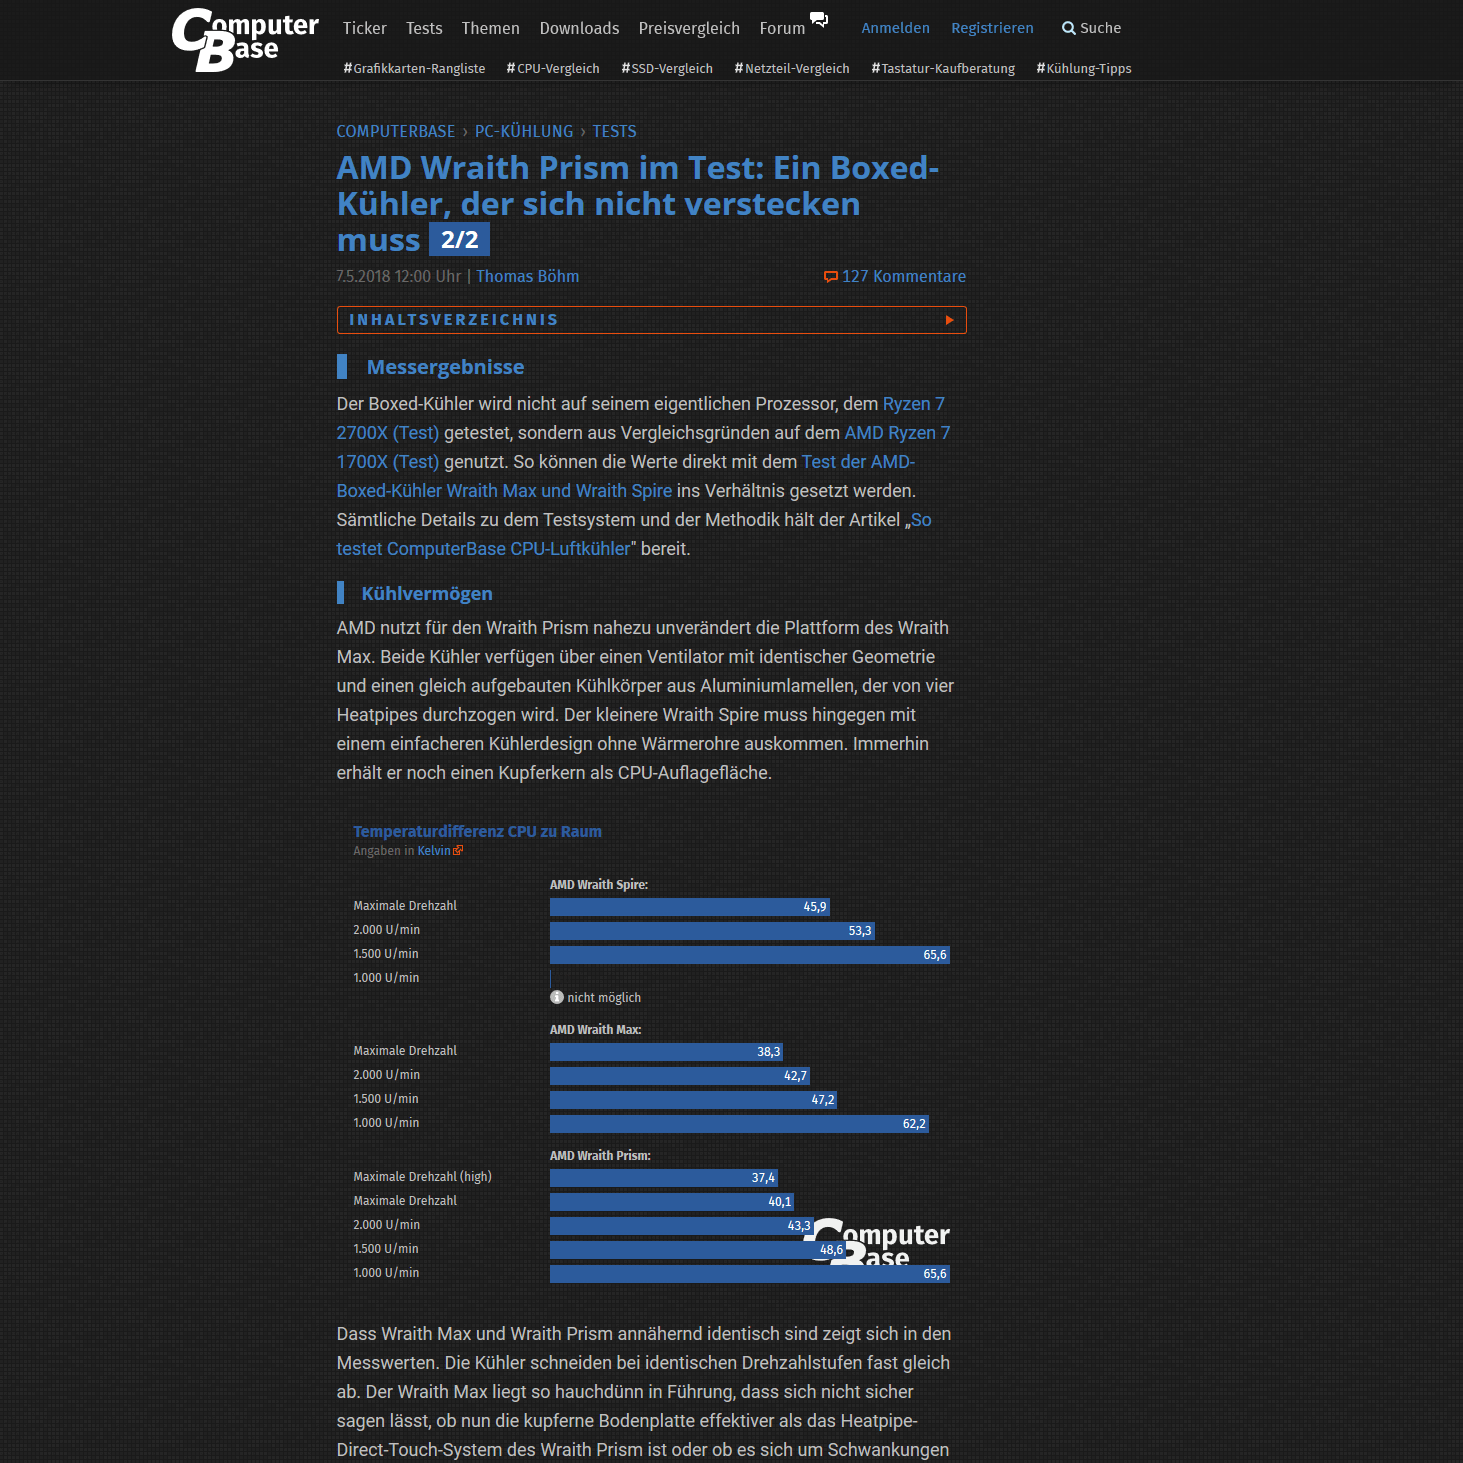 Computer Base
Ticker Tests Themen Downloads Preisvergleich Forum Anmelden Registrieren Suche
#Grafikkarten-Rangliste #CPU-Vergleich #SSD-Vergleich #Netzteil-Vergleich #Tastatur-Kaufberatung #Kühlung-Tipps
COMPUTERBASE › PC-KÜHLUNG › TESTS
AMD Wraith Prism im Test: Ein Boxed-
Kühler, der sich nicht verstecken
muss 2/2
7.5.2018 12:00 Uhr | Thomas Böhm 127 Kommentare
INHALTSVERZEICHNIS
Messergebnisse
Der Boxed-Kühler wird nicht auf seinem eigentlichen Prozessor, dem Ryzen 7
2700X (Test) getestet, sondern aus Vergleichsgründen auf dem AMD Ryzen 7
1700X (Test) genutzt. So können die Werte direkt mit dem Test der AMD-
Boxed-Kühler Wraith Max und Wraith Spire ins Verhältnis gesetzt werden.
Sämtliche Details zu dem Testsystem und der Methodik hält der Artikel „So
testet ComputerBase CPU-Luftkühler" bereit.
Kühlvermögen
AMD nutzt für den Wraith Prism nahezu unverändert die Plattform des Wraith
Max. Beide Kühler verfügen über einen Ventilator mit identischer Geometrie
und einen gleich aufgebauten Kühlkörper aus Aluminiumlamellen, der von vier
Heatpipes durchzogen wird. Der kleinere Wraith Spire muss hingegen mit
einem einfacheren Kühlerdesign ohne Wärmerohre auskommen. Immerhin
erhält er noch einen Kupferkern als CPU-Auflagefläche.
Temperaturdifferenz CPU zu Raum
Angaben in Kelvin
AMD Wraith Spire:
Maximale Drehzahl 45,9
2.000 U/min 53,3
1.500 U/min 65,6
1.000 U/min
nicht möglich
AMD Wraith Max:
Maximale Drehzahl 38,3
2.000 U/min 42,7
1.500 U/min 47,2
1.000 U/min 62,2
AMD Wraith Prism:
Maximale Drehzahl (high) 37,4
Maximale Drehzahl 40,1
2.000 U/min 43,3 Computer
1.500 U/min 48,6 Base
1.000 U/min 65,6
Dass Wraith Max und Wraith Prism annähernd identisch sind zeigt sich in den
Messwerten. Die Kühler schneiden bei identischen Drehzahlstufen fast gleich
ab. Der Wraith Max liegt so hauchdünn in Führung, dass sich nicht sicher
sagen lässt, ob nun die kupferne Bodenplatte effektiver als das Heatpipe-
Direct-Touch-System des Wraith Prism ist oder ob es sich um Schwankungen